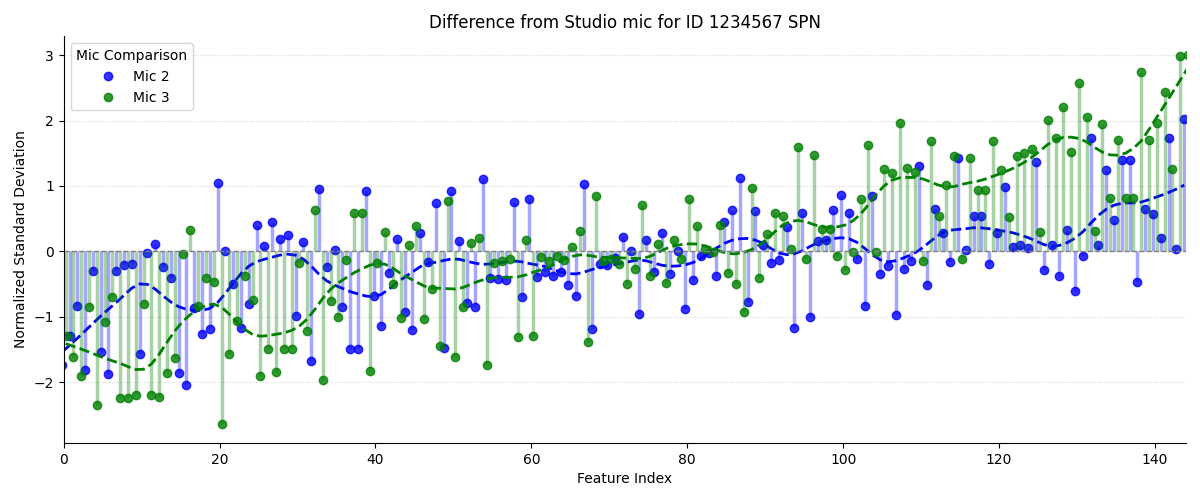 Difference from Studio mic for ID 1234567 SPN
Mic Comparison
Mic 2
Mic 3
Normalized Standard Deviation
3
2
1
0
−1
−2
0 20 40 60 80 100 120 140
Feature Index